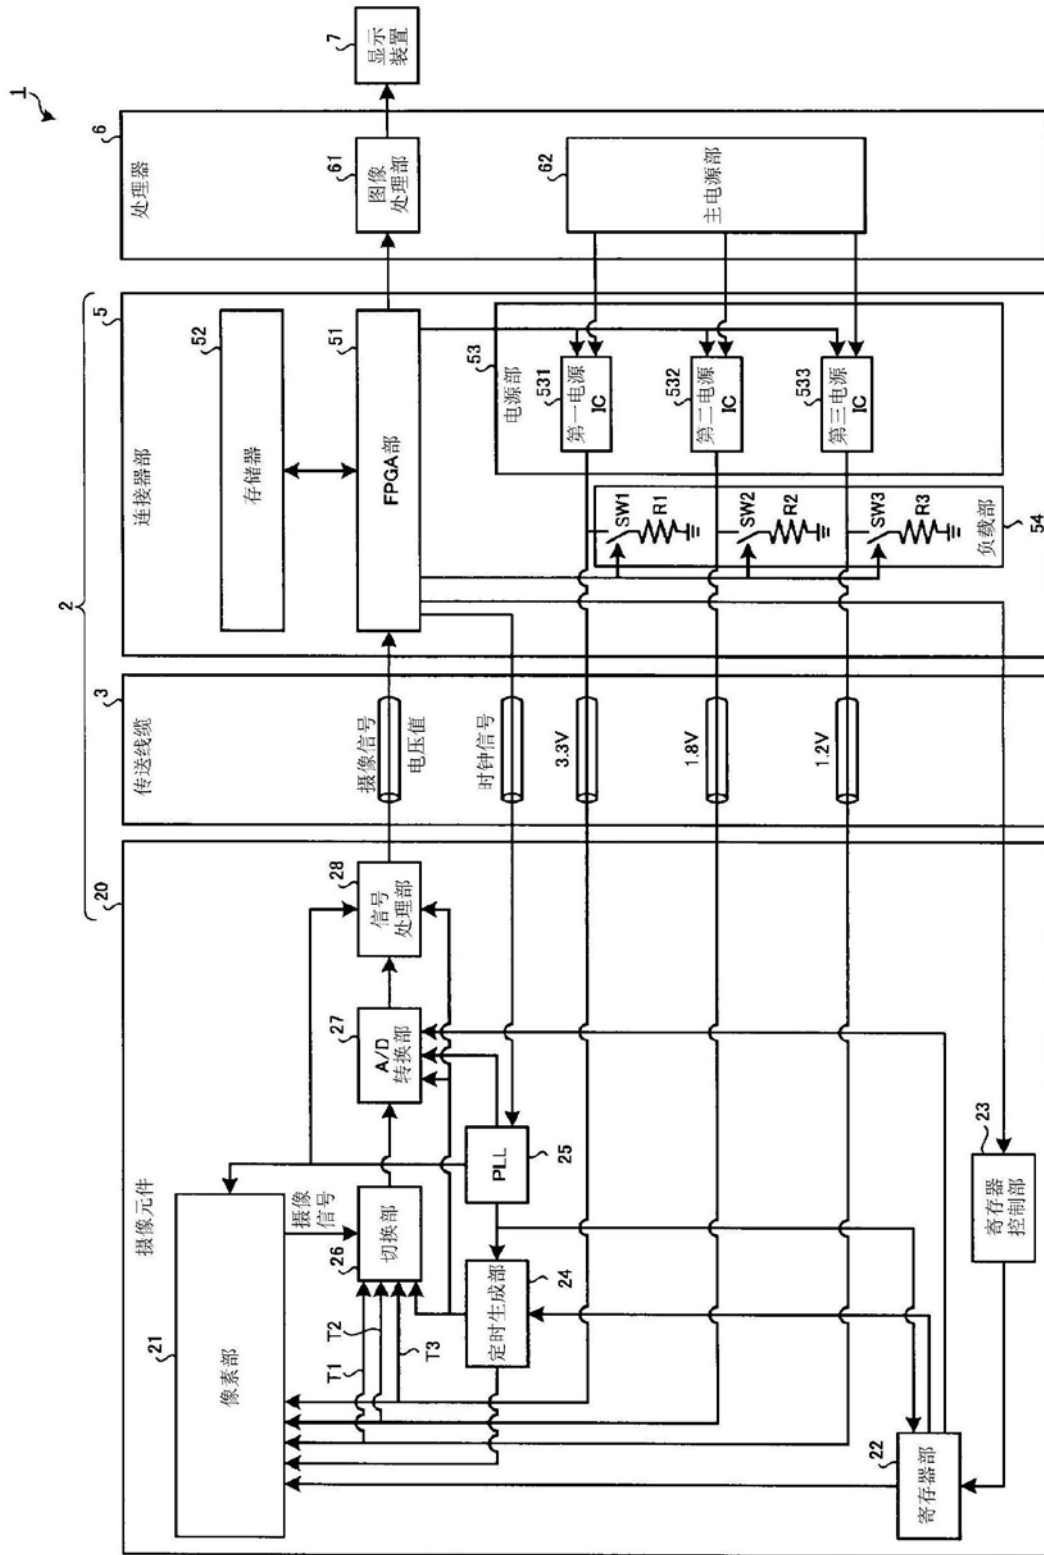 1
2
20
摄像元件
21
像素部
摄像
信号
T1
T2
T3
26
切换部
27
A/D
转换部
28
信号
处理部
PLL
25
定时生成部
24
22
寄存器部
23
寄存器
控制部
3
传送线缆
摄像信号
电压值
时钟信号
3.3V
1.8V
1.2V
5
连接器部
52
存储器
51
FPGA部
53
电源部
531
第一电源
IC
532
第二电源
IC
533
第三电源
IC
SW1
R1
SW2
R2
SW3
R3
负载部
54
6
处理器
61
图像
处理部
62
主电源部
7
显示
装置